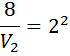 8/V₂ = 2²